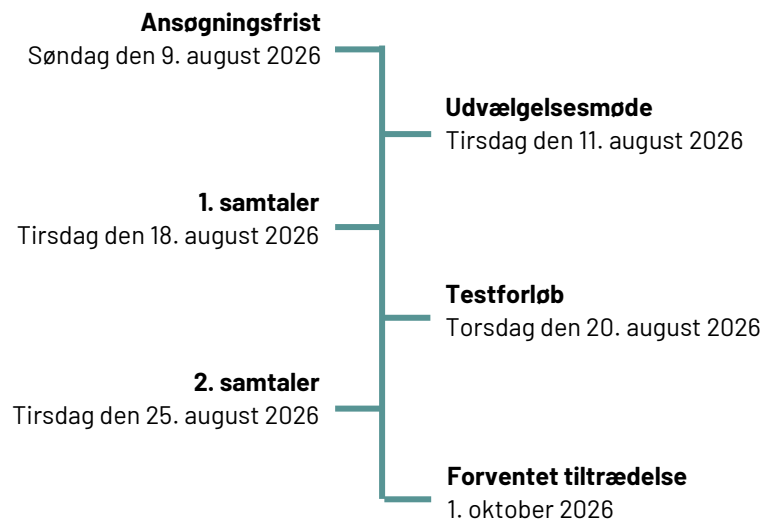 Ansøgningsfrist
Søndag den 9. august 2026
Udvælgelsesmøde
Tirsdag den 11. august 2026
1. samtaler
Tirsdag den 18. august 2026
Testforløb
Torsdag den 20. august 2026
2. samtaler
Tirsdag den 25. august 2026
Forventet tiltrædelse
1. oktober 2026